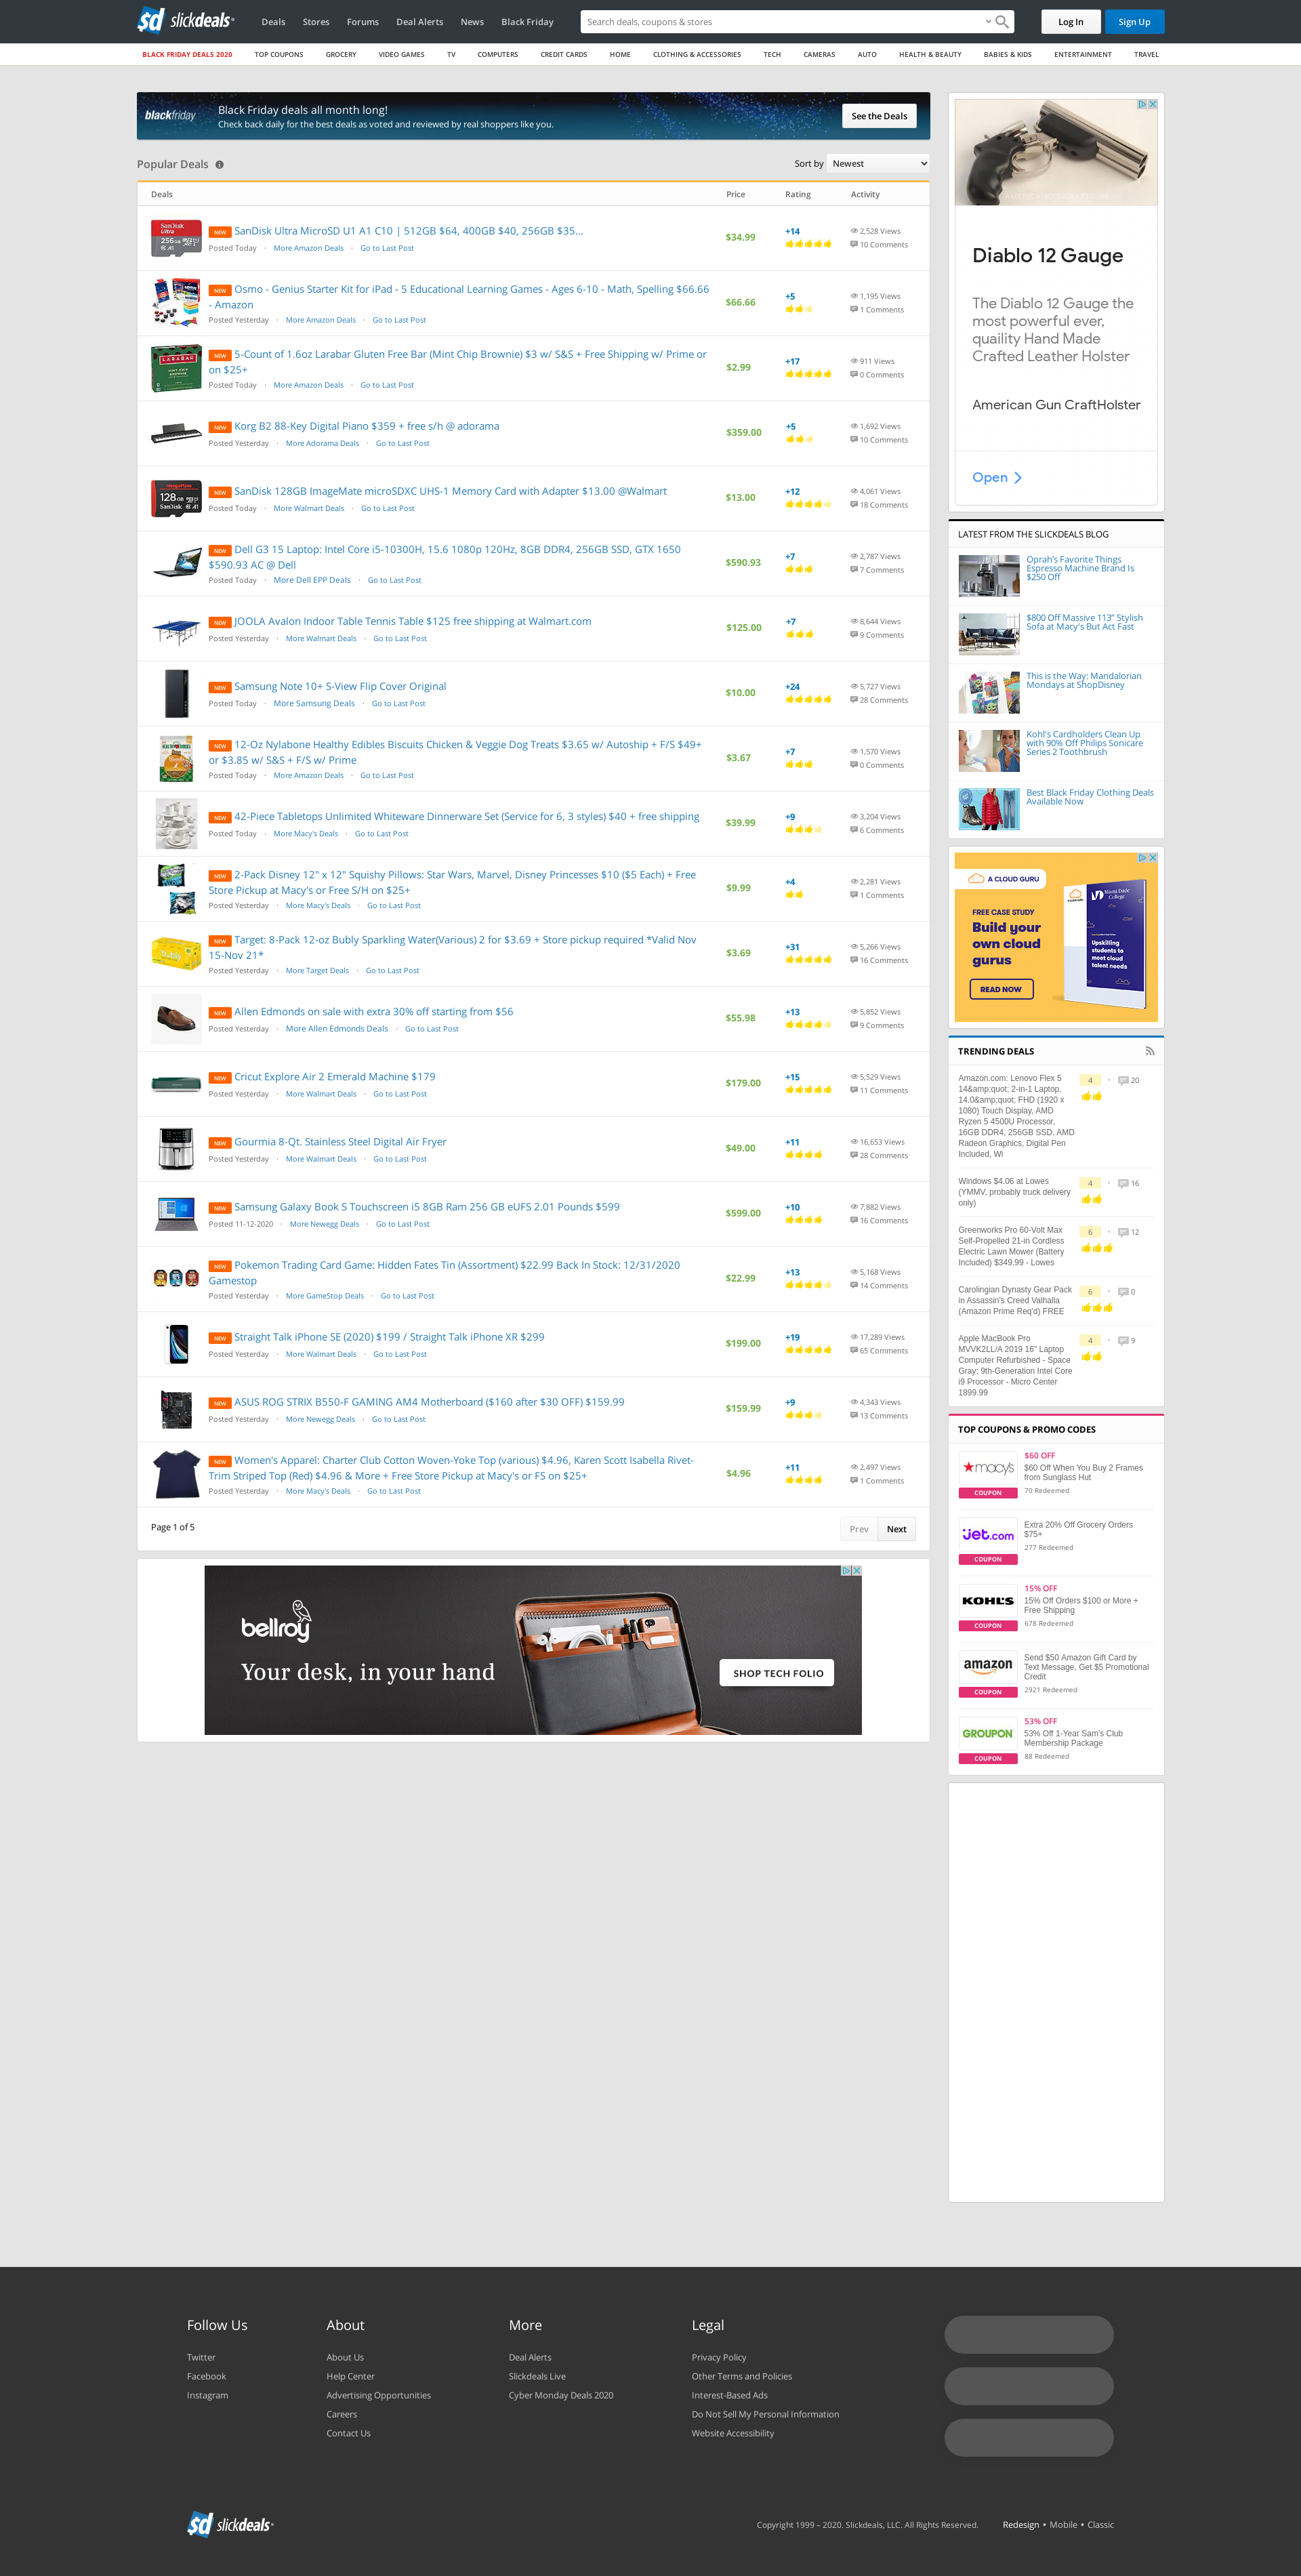 sd slickdeals
Deals Stores Forums Deal Alerts News Black Friday
Search deals, coupons & stores
Log In
Sign Up
BLACK FRIDAY DEALS 2020 TOP COUPONS GROCERY VIDEO GAMES TV COMPUTERS CREDIT CARDS HOME CLOTHING & ACCESSORIES TECH CAMERAS AUTO HEALTH & BEAUTY BABIES & KIDS ENTERTAINMENT TRAVEL
blackfriday
Black Friday deals all month long!
Check back daily for the best deals as voted and reviewed by real shoppers like you.
See the Deals
Popular Deals
Sort by Newest
Deals Price Rating Activity
NEW SanDisk Ultra MicroSD U1 A1 C10 | 512GB $64, 400GB $40, 256GB $35...
Posted Today · More Amazon Deals · Go to Last Post
$34.99
+14
2,528 Views
10 Comments
NEW Osmo - Genius Starter Kit for iPad - 5 Educational Learning Games - Ages 6-10 - Math, Spelling $66.66
- Amazon
Posted Yesterday · More Amazon Deals · Go to Last Post
$66.66
+5
1,195 Views
1 Comments
NEW 5-Count of 1.6oz Larabar Gluten Free Bar (Mint Chip Brownie) $3 w/ S&S + Free Shipping w/ Prime or
on $25+
Posted Today · More Amazon Deals · Go to Last Post
$2.99
+17
911 Views
0 Comments
NEW Korg B2 88-Key Digital Piano $359 + free s/h @ adorama
Posted Yesterday · More Adorama Deals · Go to Last Post
$359.00
+5
1,692 Views
10 Comments
NEW SanDisk 128GB ImageMate microSDXC UHS-1 Memory Card with Adapter $13.00 @Walmart
Posted Today · More Walmart Deals · Go to Last Post
$13.00
+12
4,061 Views
18 Comments
NEW Dell G3 15 Laptop: Intel Core i5-10300H, 15.6 1080p 120Hz, 8GB DDR4, 256GB SSD, GTX 1650
$590.93 AC @ Dell
Posted Today · More Dell EPP Deals · Go to Last Post
$590.93
+7
2,787 Views
7 Comments
NEW JOOLA Avalon Indoor Table Tennis Table $125 free shipping at Walmart.com
Posted Yesterday · More Walmart Deals · Go to Last Post
$125.00
+7
8,644 Views
9 Comments
NEW Samsung Note 10+ S-View Flip Cover Original
Posted Today · More Samsung Deals · Go to Last Post
$10.00
+24
5,727 Views
28 Comments
NEW 12-Oz Nylabone Healthy Edibles Biscuits Chicken & Veggie Dog Treats $3.65 w/ Autoship + F/S $49+
or $3.85 w/ S&S + F/S w/ Prime
Posted Today · More Amazon Deals · Go to Last Post
$3.67
+7
1,570 Views
0 Comments
NEW 42-Piece Tabletops Unlimited Whiteware Dinnerware Set (Service for 6, 3 styles) $40 + free shipping
Posted Today · More Macy's Deals · Go to Last Post
$39.99
+9
3,204 Views
6 Comments
NEW 2-Pack Disney 12" x 12" Squishy Pillows: Star Wars, Marvel, Disney Princesses $10 ($5 Each) + Free
Store Pickup at Macy's or Free S/H on $25+
Posted Yesterday · More Macy's Deals · Go to Last Post
$9.99
+4
2,281 Views
1 Comments
NEW Target: 8-Pack 12-oz Bubly Sparkling Water(Various) 2 for $3.69 + Store pickup required *Valid Nov
15-Nov 21*
Posted Yesterday · More Target Deals · Go to Last Post
$3.69
+31
5,266 Views
16 Comments
NEW Allen Edmonds on sale with extra 30% off starting from $56
Posted Yesterday · More Allen Edmonds Deals · Go to Last Post
$55.98
+13
5,852 Views
9 Comments
NEW Cricut Explore Air 2 Emerald Machine $179
Posted Yesterday · More Walmart Deals · Go to Last Post
$179.00
+15
5,529 Views
11 Comments
NEW Gourmia 8-Qt. Stainless Steel Digital Air Fryer
Posted Yesterday · More Walmart Deals · Go to Last Post
$49.00
+11
16,653 Views
28 Comments
NEW Samsung Galaxy Book S Touchscreen i5 8GB Ram 256 GB eUFS 2.01 Pounds $599
Posted 11-12-2020 · More Newegg Deals · Go to Last Post
$599.00
+10
7,882 Views
16 Comments
NEW Pokemon Trading Card Game: Hidden Fates Tin (Assortment) $22.99 Back In Stock: 12/31/2020
Gamestop
Posted Yesterday · More GameStop Deals · Go to Last Post
$22.99
+13
5,168 Views
14 Comments
NEW Straight Talk iPhone SE (2020) $199 / Straight Talk iPhone XR $299
Posted Yesterday · More Walmart Deals · Go to Last Post
$199.00
+19
17,289 Views
65 Comments
NEW ASUS ROG STRIX B550-F GAMING AM4 Motherboard ($160 after $30 OFF) $159.99
Posted Yesterday · More Newegg Deals · Go to Last Post
$159.99
+9
4,343 Views
13 Comments
NEW Women's Apparel: Charter Club Cotton Woven-Yoke Top (various) $4.96, Karen Scott Isabella Rivet-
Trim Striped Top (Red) $4.96 & More + Free Store Pickup at Macy's or FS on $25+
Posted Yesterday · More Macy's Deals · Go to Last Post
$4.96
+11
2,497 Views
1 Comments
Page 1 of 5
Prev Next
bellroy
Your desk, in your hand
SHOP TECH FOLIO
Diablo 12 Gauge
The Diablo 12 Gauge the
most powerful ever,
quaility Hand Made
Crafted Leather Holster
American Gun CraftHolster
Open
LATEST FROM THE SLICKDEALS BLOG
Oprah's Favorite Things
Espresso Machine Brand Is
$250 Off
$800 Off Massive 113" Stylish
Sofa at Macy's But Act Fast
This is the Way: Mandalorian
Mondays at ShopDisney
Kohl's Cardholders Clean Up
with 90% Off Philips Sonicare
Series 2 Toothbrush
Best Black Friday Clothing Deals
Available Now
A CLOUD GURU
FREE CASE STUDY
Build your
own cloud
gurus
READ NOW
Miami Dade
College
Upskilling
students to
meet cloud
talent needs
TRENDING DEALS
Amazon.com: Lenovo Flex 5
14&amp;quot; 2-in-1 Laptop,
14.0&amp;quot; FHD (1920 x
1080) Touch Display, AMD
Ryzen 5 4500U Processor,
16GB DDR4, 256GB SSD, AMD
Radeon Graphics, Digital Pen
Included, Wi
4 · 20
Windows $4.06 at Lowes
(YMMV, probably truck delivery
only)
4 · 16
Greenworks Pro 60-Volt Max
Self-Propelled 21-in Cordless
Electric Lawn Mower (Battery
Included) $349.99 - Lowes
6 · 12
Carolingian Dynasty Gear Pack
in Assassin's Creed Valhalla
(Amazon Prime Req'd) FREE
6 · 0
Apple MacBook Pro
MVVK2LL/A 2019 16" Laptop
Computer Refurbished - Space
Gray; 9th-Generation Intel Core
i9 Processor - Micro Center
1899.99
4 · 9
TOP COUPONS & PROMO CODES
macy's
COUPON
$60 OFF
$60 Off When You Buy 2 Frames
from Sunglass Hut
70 Redeemed
jet.com
COUPON
Extra 20% Off Grocery Orders
$75+
277 Redeemed
KOHL'S
COUPON
15% OFF
15% Off Orders $100 or More +
Free Shipping
678 Redeemed
amazon
COUPON
Send $50 Amazon Gift Card by
Text Message, Get $5 Promotional
Credit
2921 Redeemed
GROUPON
COUPON
53% OFF
53% Off 1-Year Sam's Club
Membership Package
88 Redeemed
Follow Us
Twitter
Facebook
Instagram
About
About Us
Help Center
Advertising Opportunities
Careers
Contact Us
More
Deal Alerts
Slickdeals Live
Cyber Monday Deals 2020
Legal
Privacy Policy
Other Terms and Policies
Interest-Based Ads
Do Not Sell My Personal Information
Website Accessibility
sd slickdeals
Copyright 1999 – 2020. Slickdeals, LLC. All Rights Reserved.
Redesign • Mobile • Classic